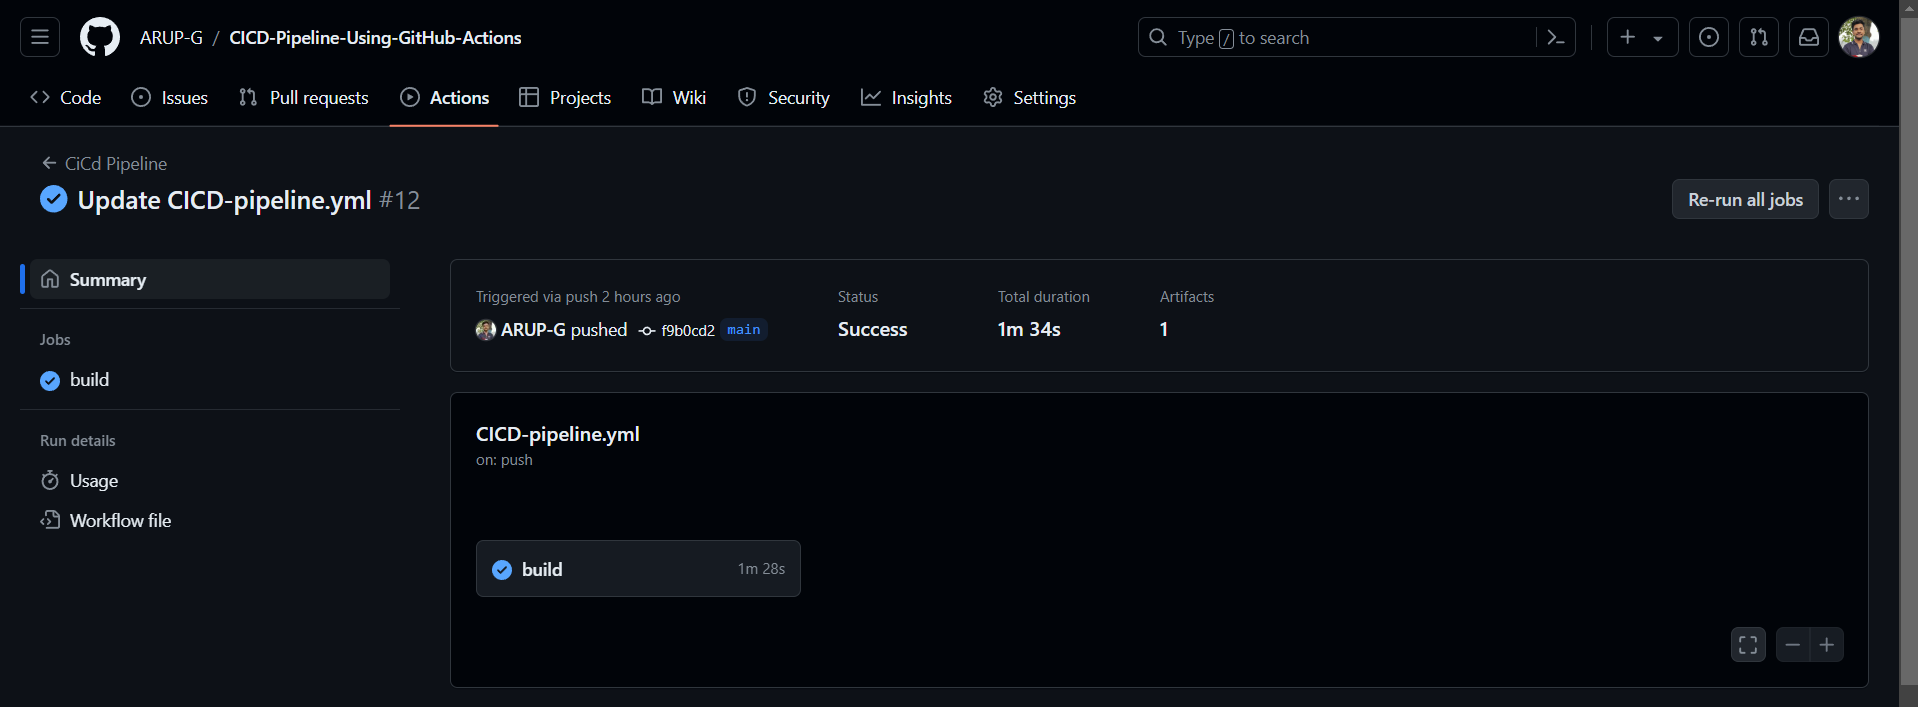 ARUP-G / CICD-Pipeline-Using-GitHub-Actions
Type / to search
Code Issues Pull requests Actions Projects Wiki Security Insights Settings
CiCd Pipeline
Update CICD-pipeline.yml #12
Re-run all jobs
Summary
Jobs
build
Run details
Usage
Workflow file
Triggered via push 2 hours ago
ARUP-G pushed f9b0cd2 main
Status
Success
Total duration
1m 34s
Artifacts
1
CICD-pipeline.yml
on: push
build 1m 28s